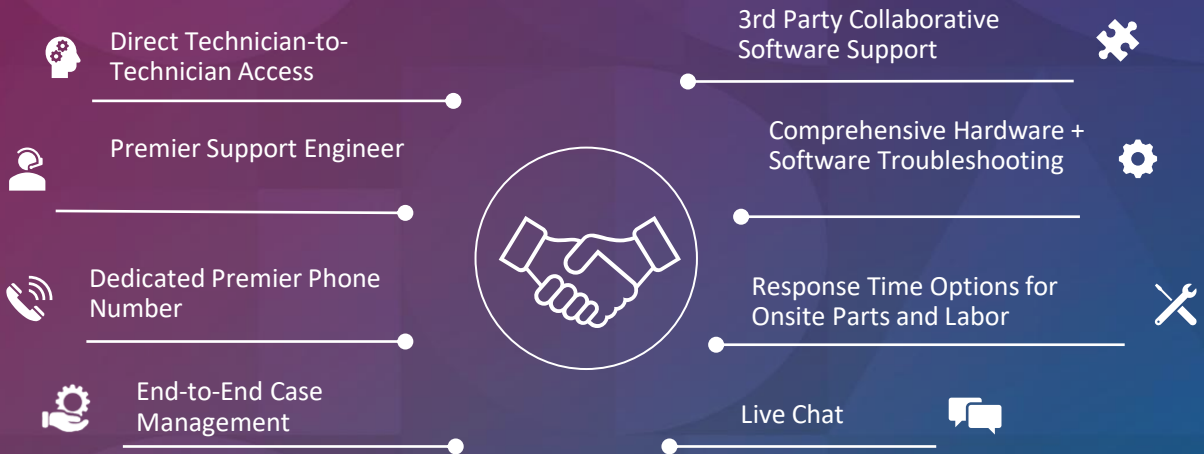 Direct Technician-to-
Technician Access
Premier Support Engineer
Dedicated Premier Phone
Number
End-to-End Case
Management
3rd Party Collaborative
Software Support
Comprehensive Hardware +
Software Troubleshooting
Response Time Options for
Onsite Parts and Labor
Live Chat